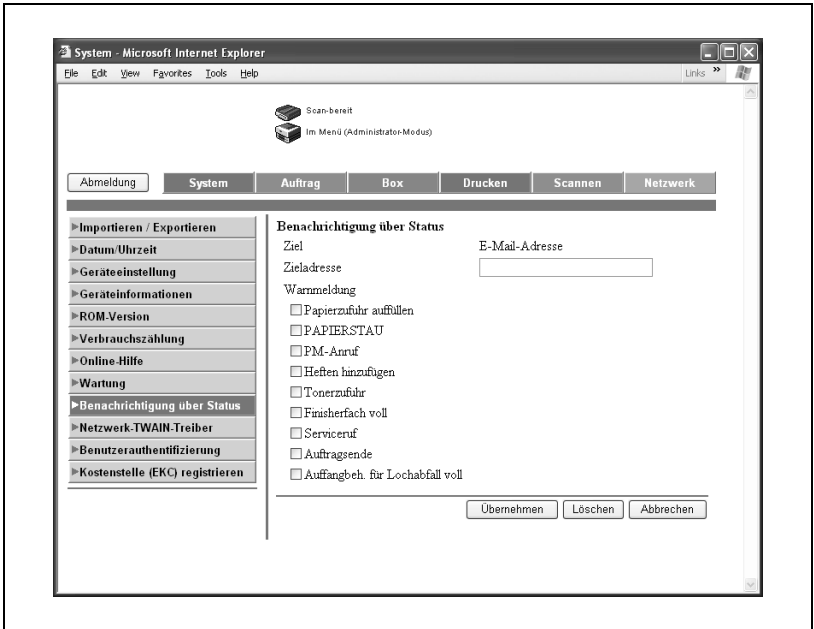 System - Microsoft Internet Explorer
File Edit View Favorites Tools Help Links »
Scan-bereit
Im Menü (Administrator-Modus)
Abmeldung System Auftrag Box Drucken Scannen Netzwerk
Importieren / Exportieren
Datum/Uhrzeit
Geräteeinstellung
Geräteinformationen
ROM-Version
Verbrauchszählung
Online-Hilfe
Wartung
Benachrichtigung über Status
Netzwerk-TWAIN-Treiber
Benutzerauthentifizierung
Kostenstelle (EKC) registrieren
Benachrichtigung über Status
Ziel E-Mail-Adresse
Zieladresse
Warnmeldung
Papierzufuhr auffüllen
PAPIERSTAU
PM-Anruf
Heften hinzufügen
Tonerzufuhr
Finisherfach voll
Serviceruf
Auftragsende
Auffangbeh. für Lochabfall voll
Übernehmen Löschen Abbrechen